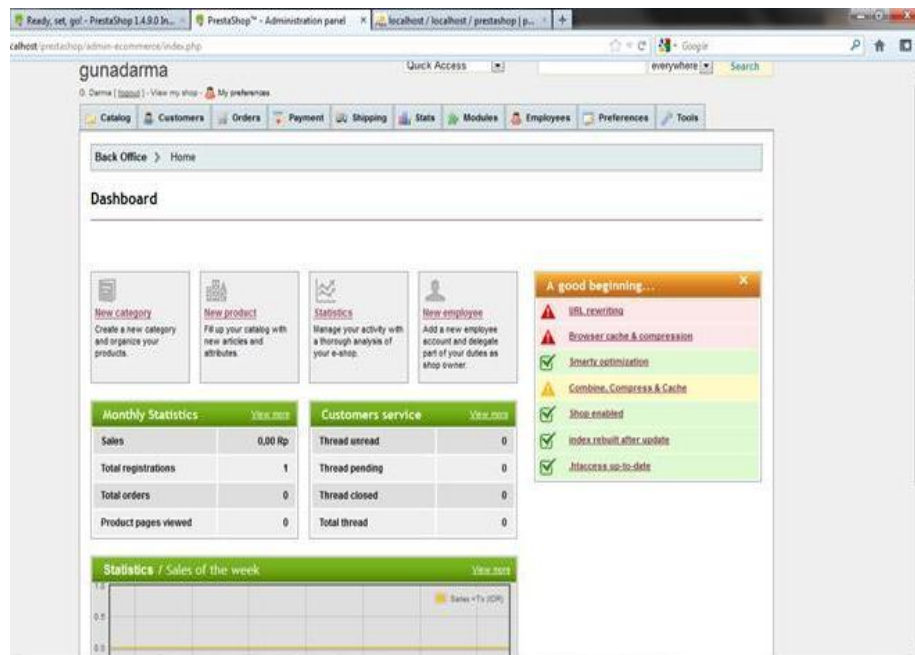 Ready, set, go! - PrestaShop 1.4.9.0 In...
PrestaShop™ - Administration panel
localhost / localhost / prestashop | p...
calhost/prestashop/admin-ecommerce/index.php
Google
gunadarma
Quick Access
everywhere
Search
G. Darma [ logout ] - View my shop - My preferences
Catalog Customers Orders Payment Shipping Stats Modules Employees Preferences Tools
Back Office > Home
Dashboard
New category
Create a new category
and organize your
products.
New product
Fill up your catalog with
new articles and
attributes.
Statistics
Manage your activity with
a thorough analysis of
your e-shop.
New employee
Add a new employee
account and delegate
part of your duties as
shop owner.
A good beginning...
URL rewriting
Browser cache & compression
Smarty optimization
Combine, Compress & Cache
Shop enabled
index rebuilt after update
.htaccess up-to-date
Monthly Statistics View more
Sales 0,00 Rp
Total registrations 1
Total orders 0
Product pages viewed 0
Customers service View more
Thread unread 0
Thread pending 0
Thread closed 0
Total thread 0
Statistics / Sales of the week View more
1.0
Sales +Tx (IDR)
0.5
0.0